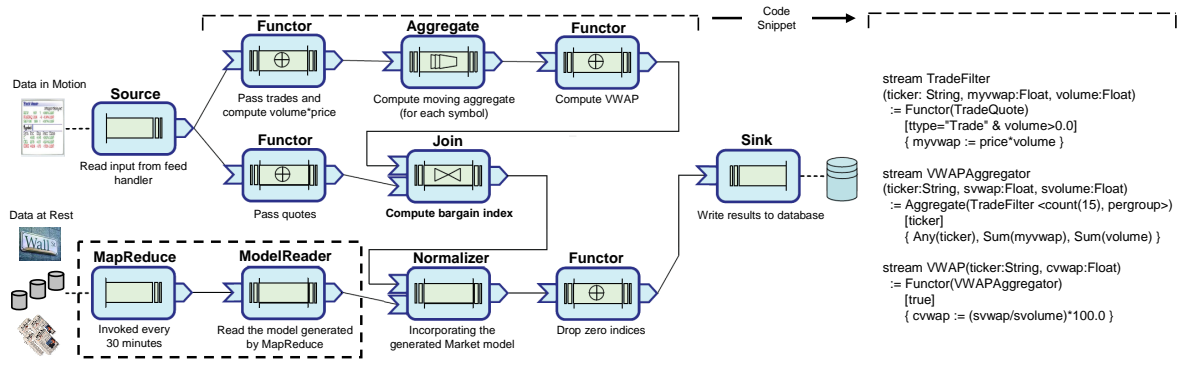 Code
Snippet
Functor
Aggregate
Functor
Pass trades and
compute volume*price
Compute moving aggregate
(for each symbol)
Compute VWAP
Data in Motion
Source
Read input from feed
handler
Functor
Pass quotes
Join
Compute bargain index
Sink
Write results to database
Data at Rest
Wall
MapReduce
Invoked every
30 minutes
ModelReader
Read the model generated
by MapReduce
Normalizer
Incorporating the
generated Market model
Functor
Drop zero indices
stream TradeFilter
(ticker: String, myvwap:Float, volume:Float)
:= Functor(TradeQuote)
[ttype="Trade" & volume>0.0]
{ myvwap := price*volume }
stream VWAPAggregator
(ticker:String, svwap:Float, svolume:Float)
:= Aggregate(TradeFilter <count(15), pergroup>)
[ticker]
{ Any(ticker), Sum(myvwap), Sum(volume) }
stream VWAP(ticker:String, cvwap:Float)
:= Functor(VWAPAggregator)
[true]
{ cvwap := (svwap/svolume)*100.0 }